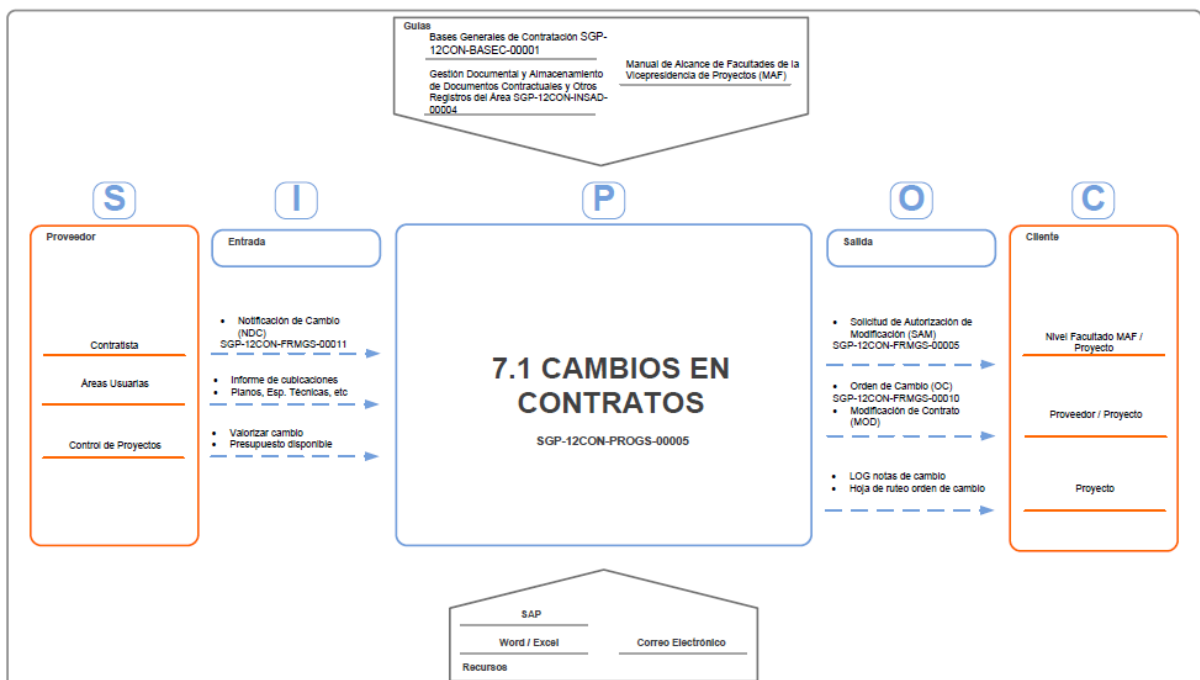 Guías
Bases Generales de Contratación SGP-
12CON-BASEC-00001
Gestión Documental y Almacenamiento
de Documentos Contractuales y Otros
Registros del Área SGP-12CON-INSAD-
00004
Manual de Alcance de Facultades de la
Vicepresidencia de Proyectos (MAF)
S
I
P
O
C
Proveedor
Contratista
Áreas Usuarias
Control de Proyectos
Entrada
• Notificación de Cambio
(NDC)
SGP-12CON-FRMGS-00011
• Informe de cubicaciones
• Planos, Esp. Técnicas, etc
• Valorizar cambio
• Presupuesto disponible
7.1 CAMBIOS EN
CONTRATOS
SGP-12CON-PROGS-00005
Salida
• Solicitud de Autorización de
Modificación (SAM)
SGP-12CON-FRMGS-00005
• Orden de Cambio (OC)
SGP-12CON-FRMGS-00010
• Modificación de Contrato
(MOD)
• LOG notas de cambio
• Hoja de ruteo orden de cambio
Cliente
Nivel Facultado MAF /
Proyecto
Proveedor / Proyecto
Proyecto
SAP
Word / Excel
Correo Electrónico
Recursos